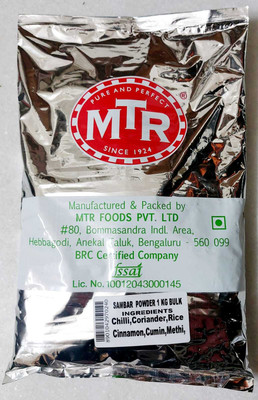 PURE AND PERFECT
MTR
SINCE 1924
Manufactured & Packed by
MTR FOODS PVT. LTD
#80, Bommasandra Indl. Area,
Hebbagodi, Anekal Taluk, Bengaluru - 560 099
BRC Certified Company
fssai
Lic. No. 10012043000145
SAMBAR POWDER 1 KG BULK
INGREDIENTS
Chilli,Coriander,Rice
Cinnamon,Cumin,Methi,